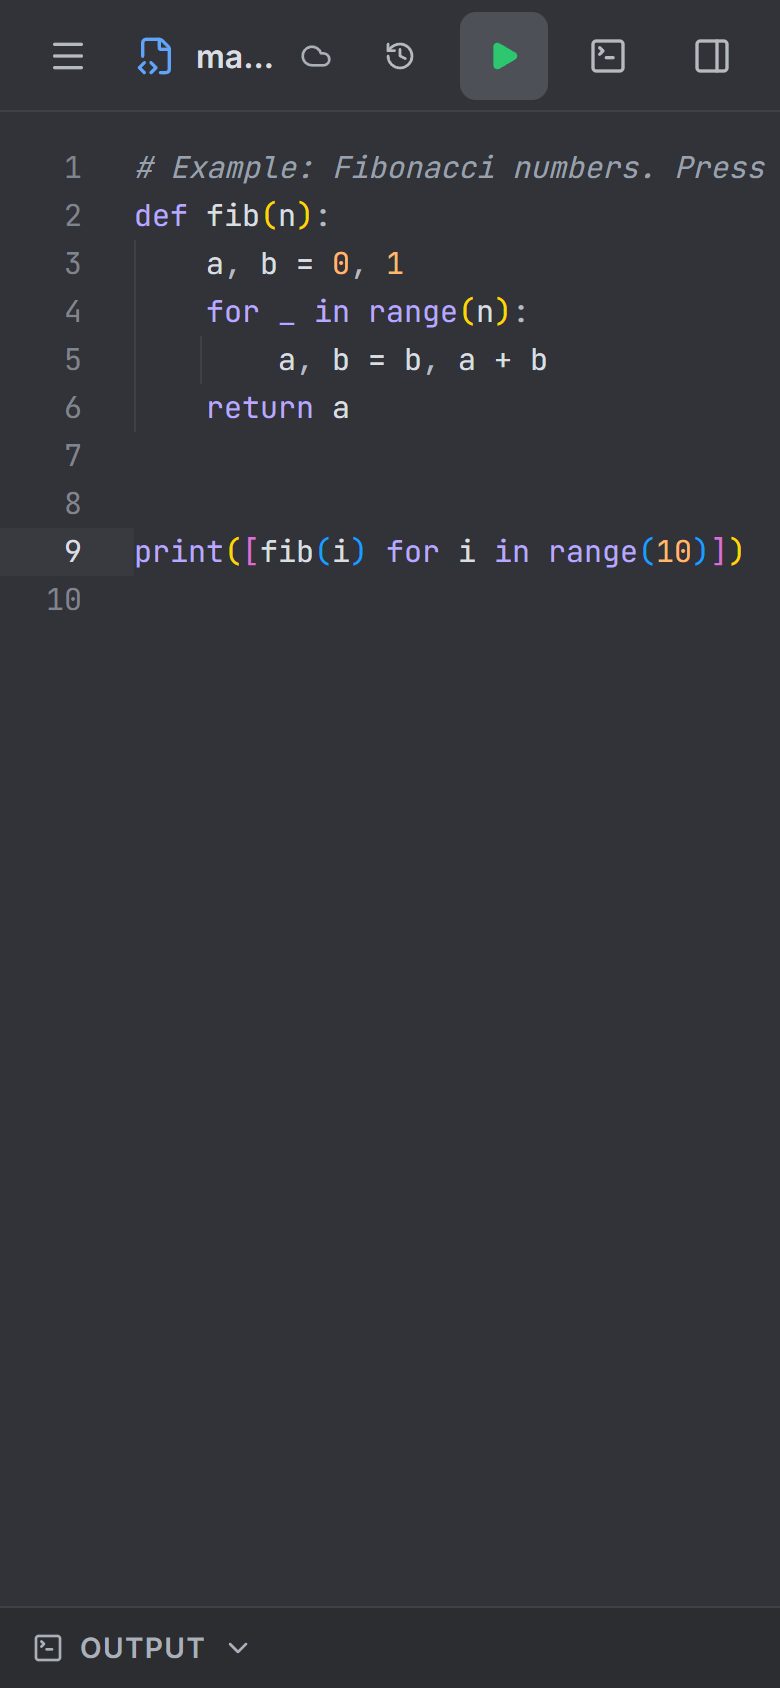 ma...
1 # Example: Fibonacci numbers. Press
2 def fib(n):
3     a, b = 0, 1
4     for _ in range(n):
5         a, b = b, a + b
6     return a
7
8
9 print([fib(i) for i in range(10)])
10
OUTPUT